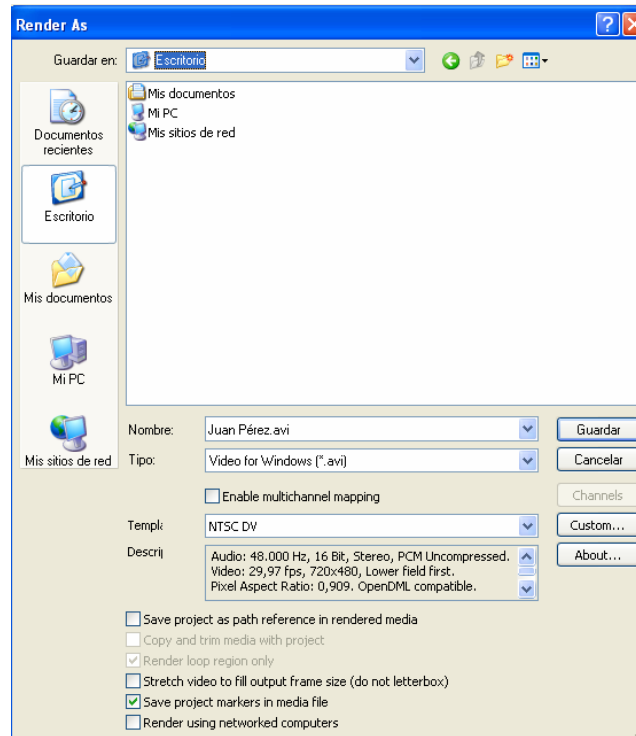 Render As
Guardar en: Escritorio
Mis documentos
Mi PC
Mis sitios de red
Documentos
recientes
Escritorio
Mis documentos
Mi PC
Mis sitios de red
Nombre: Juan Pérez.avi Guardar
Tipo: Video for Windows (*.avi) Cancelar
Enable multichannel mapping Channels
Templa NTSC DV Custom...
Descrij Audio: 48.000 Hz, 16 Bit, Stereo, PCM Uncompressed. About...
Video: 29,97 fps, 720x480, Lower field first.
Pixel Aspect Ratio: 0,909. OpenDML compatible.
Save project as path reference in rendered media
Copy and trim media with project
Render loop region only
Stretch video to fill output frame size (do not letterbox)
Save project markers in media file
Render using networked computers